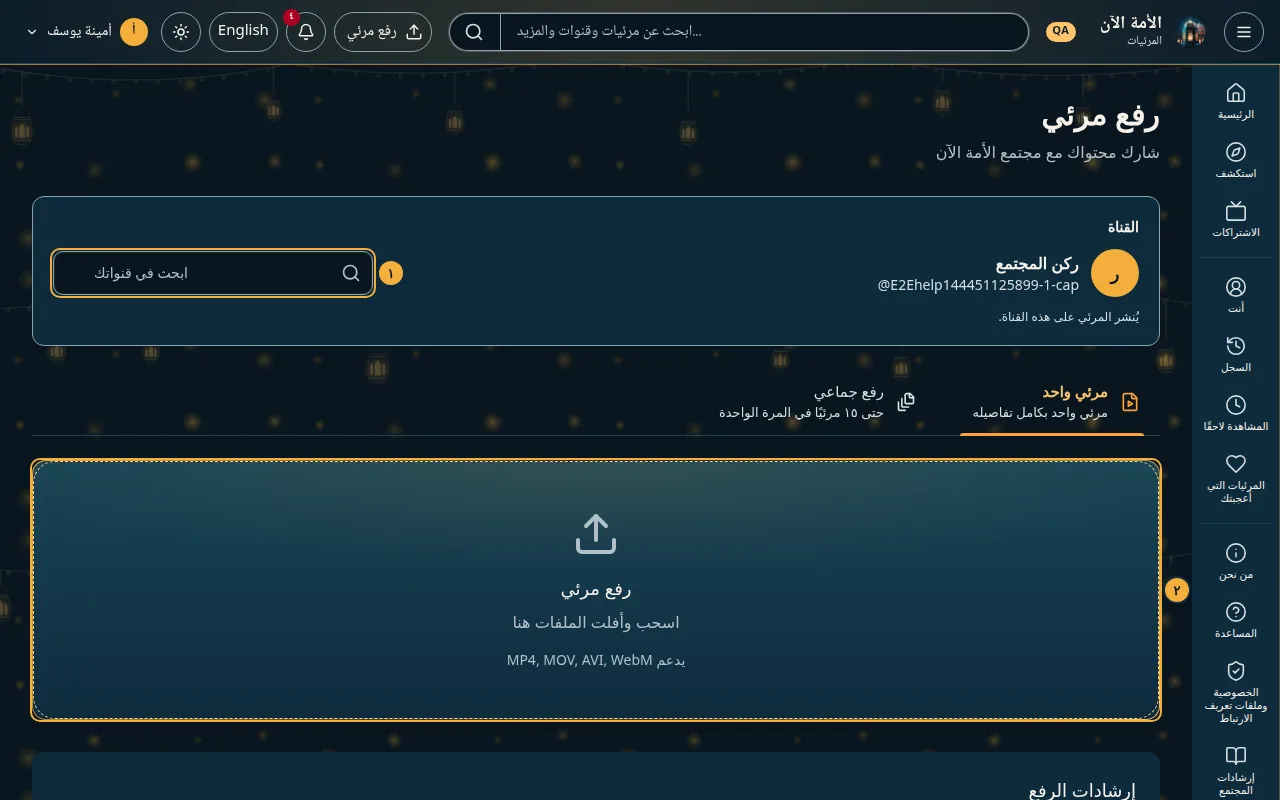 الأمة الآن
المرئيات
QA
ابحث عن مرئيات وقنوات والمزيد...
رفع مرئي
٤
English
أ
أمينة يوسف
الرئيسية
استكشف
الاشتراكات
أنت
السجل
المشاهدة لاحقًا
المرئيات التي
أعجبتك
من نحن
المساعدة
الخصوصية
وملفات تعريف
الارتباط
إرشادات
المجتمع
رفع مرئي
شارك محتواك مع مجتمع الأمة الآن
القناة
ر
ركن المجتمع
@E2Ehelp144451125899-1-cap
يُنشر المرئي على هذه القناة.
١
ابحث في قنواتك
مرئي واحد
مرئي واحد بكامل تفاصيله
رفع جماعي
حتى ١٥ مرئيًا في المرة الواحدة
٢
رفع مرئي
اسحب وأفلت الملفات هنا
يدعم MP4, MOV, AVI, WebM
إرشادات الرفع